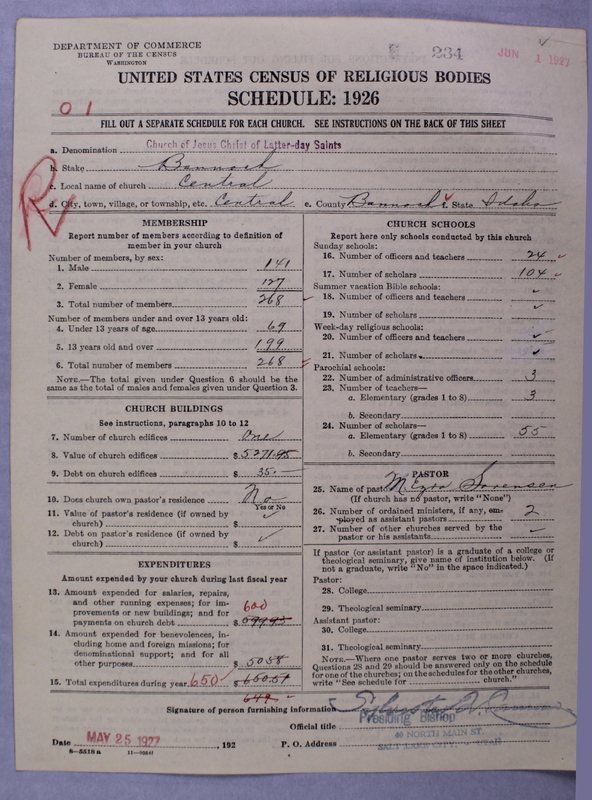 DEPARTMENT OF COMMERCE
BUREAU OF THE CENSUS
WASHINGTON
234
JUN 1 1927
UNITED STATES CENSUS OF RELIGIOUS BODIES
SCHEDULE: 1926
01
FILL OUT A SEPARATE SCHEDULE FOR EACH CHURCH. SEE INSTRUCTIONS ON THE BACK OF THIS SHEET
a. Denomination Church of Jesus Christ of Latter-day Saints
b. Stake Bannock
c. Local name of church Central
R
d. City, town, village, or township, etc. Central e. County Bannock f. State Idaho
MEMBERSHIP
Report number of members according to definition of
member in your church
Number of members, by sex:
1. Male 141
2. Female 127
3. Total number of members 268
Number of members under and over 13 years old:
4. Under 13 years of age 69
5. 13 years old and over 199
6. Total number of members 268
NOTE.—The total given under Question 6 should be the
same as the total of males and females given under Question 3.
CHURCH BUILDINGS
See instructions, paragraphs 10 to 12
7. Number of church edifices One
8. Value of church edifices $5271.95
9. Debt on church edifices $ 35.—
10. Does church own pastor's residence No
Yes or No
11. Value of pastor's residence (if owned by
church) $
12. Debt on pastor's residence (if owned by
church) $
EXPENDITURES
Amount expended by your church during last fiscal year
13. Amount expended for salaries, repairs,
and other running expenses; for im-
provements or new buildings; and for
payments on church debt $ 600
14. Amount expended for benevolences, in-
cluding home and foreign missions; for
denominational support; and for all
other purposes $ 50.58
15. Total expenditures during year 650 $ 650.51
649.–
CHURCH SCHOOLS
Report here only schools conducted by this church
Sunday schools:
16. Number of officers and teachers 24
17. Number of scholars 104
Summer vacation Bible schools:
18. Number of officers and teachers
19. Number of scholars
Week-day religious schools:
20. Number of officers and teachers
21. Number of scholars
Parochial schools:
22. Number of administrative officers 3
23. Number of teachers—
a. Elementary (grades 1 to 8) 3
b. Secondary
24. Number of scholars—
a. Elementary (grades 1 to 8) 55
b. Secondary
PASTOR
25. Name of pastor Sorensen
(If church has no pastor, write "None")
26. Number of ordained ministers, if any, em-
ployed as assistant pastors 2
27. Number of other churches served by the
pastor or his assistants
If pastor (or assistant pastor) is a graduate of a college or
theological seminary, give name of institution below. (If
not a graduate, write "No" in the space indicated.)
Pastor:
28. College
29. Theological seminary
Assistant pastor:
30. College
31. Theological seminary
NOTE.—Where one pastor serves two or more churches,
Questions 28 and 29 should be answered only on the schedule
for one of the churches; on the schedules for the other churches,
write "See schedule for church."
Signature of person furnishing information Sylvester Q. Cannon
Official title Presiding Bishop
Date MAY 25 1927, 192 P. O. Address 40 NORTH MAIN ST.
SALT LAKE CITY, UTAH
8—5518 a